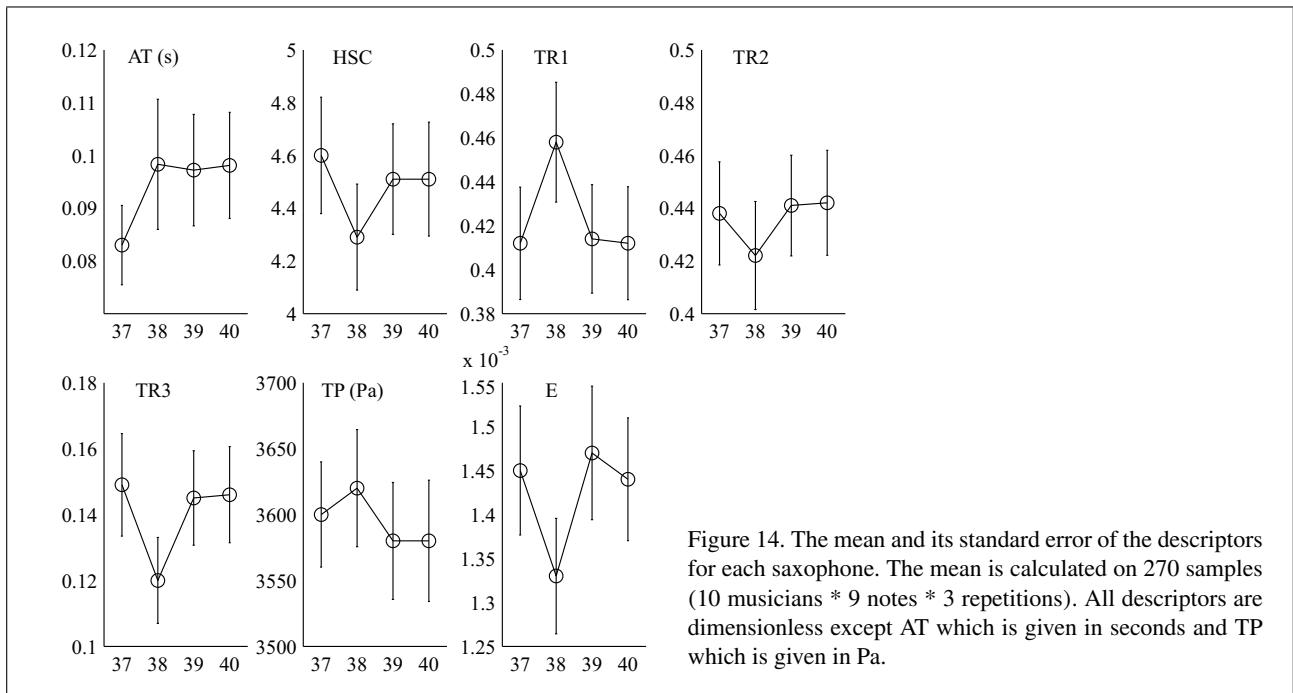 AT (s)
0.12
0.11
0.1
0.09
0.08
37 38 39 40
HSC
5
4.8
4.6
4.4
4.2
4
37 38 39 40
TR1
0.5
0.48
0.46
0.44
0.42
0.4
0.38
37 38 39 40
TR2
0.5
0.48
0.46
0.44
0.42
0.4
37 38 39 40
TR3
0.18
0.16
0.14
0.12
0.1
37 38 39 40
TP (Pa)
3700
3650
3600
3550
3500
37 38 39 40
x 10⁻³
E
1.55
1.5
1.45
1.4
1.35
1.3
1.25
37 38 39 40
Figure 14. The mean and its standard error of the descriptors
for each saxophone. The mean is calculated on 270 samples
(10 musicians * 9 notes * 3 repetitions). All descriptors are
dimensionless except AT which is given in seconds and TP
which is given in Pa.